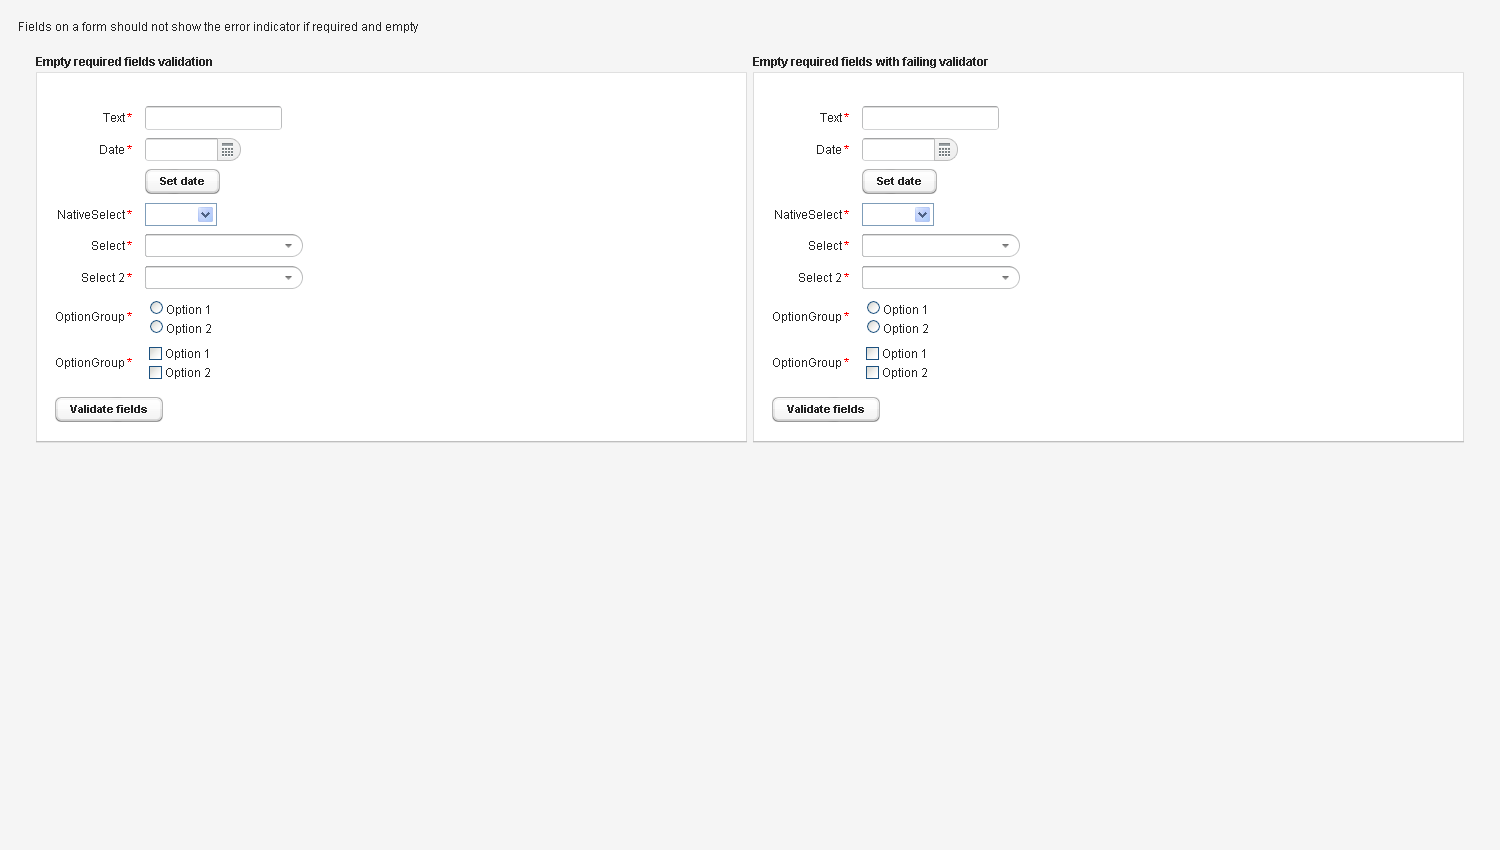 Fields on a form should not show the error indicator if required and empty
Empty required fields validation
Text*
Date*
Set date
NativeSelect*
Select*
Select 2*
OptionGroup*
Option 1
Option 2
OptionGroup*
Option 1
Option 2
Validate fields
Empty required fields with failing validator
Text*
Date*
Set date
NativeSelect*
Select*
Select 2*
OptionGroup*
Option 1
Option 2
OptionGroup*
Option 1
Option 2
Validate fields